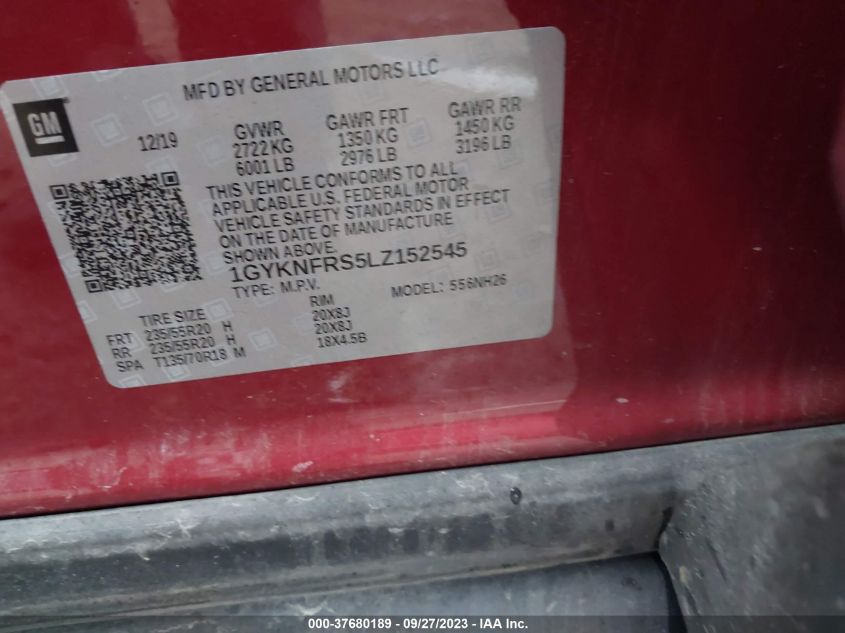 MFD BY GENERAL MOTORS LLC
GM
12/19 GVWR GAWR FRT GAWR RR
2722 KG 1350 KG 1450 KG
6001 LB 2976 LB 3196 LB
THIS VEHICLE CONFORMS TO ALL
APPLICABLE U.S. FEDERAL MOTOR
VEHICLE SAFETY STANDARDS IN EFFECT
ON THE DATE OF MANUFACTURE
SHOWN ABOVE.
1GYKNFRS5LZ152545
TYPE: M.P.V. MODEL: 556NH26
TIRE SIZE RIM
FRT 235/55R20 H 20X8J
RR 235/55R20 H 20X8J
SPA T135/70R18 M 18X4.5B
000-37680189 - 09/27/2023 - IAA Inc.